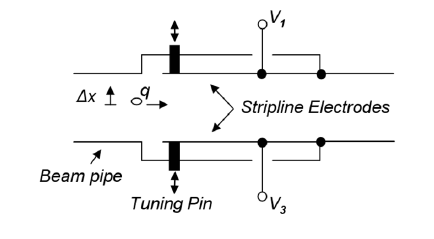 V1
Δx
q
Stripline Electrodes
Beam pipe
Tuning Pin
V3